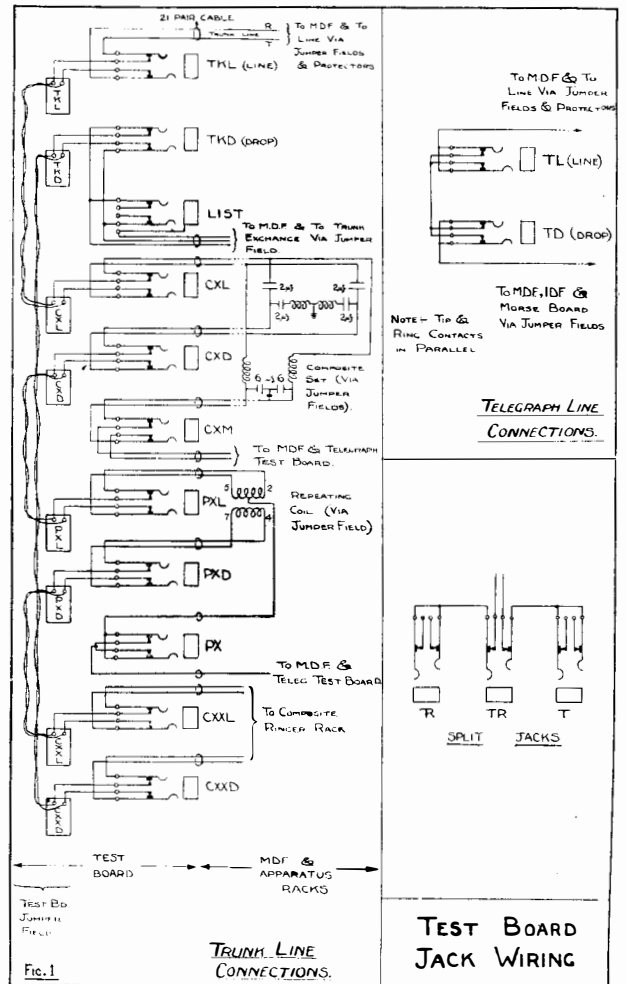 21 PAIR CABLE
R
TRUNK LINE
T
TO MDF & TO
LINE VIA
JUMPER FIELDS
& PROTECTORS
TKL (LINE)
TKL
TKD (DROP)
TKD
LIST
TO M.D.F & TO TRUNK
EXCHANGE VIA JUMPER
FIELD.
CXL
2µ 2µ
2µ 2µ
CXL
CXD
CXD
COMPOSITE
SET (VIA
JUMPER
FIELDS).
6 6
CXM
TO MDF & TELEGRAPH
TEST BOARD.
PXL
5 2
7 4
REPEATING
COIL (VIA
JUMPER FIELD)
PXL
PXD
PXD
PX
TO M.D.F. &
TELEG TEST BOARD
CXXL
TO COMPOSITE
RINGER RACK
CXXL
CXXD
CXXD
TEST
BOARD
MDF &
APPARATUS
RACKS
TEST BD
JUMPER
FIELD
FIG. 1
TRUNK LINE
CONNECTIONS.
TO MDF & TO
LINE VIA JUMPER
FIELDS & PROTECTORS
TL (LINE)
TD (DROP)
TO MDF, IDF &
MORSE BOARD
VIA JUMPER FIELDS
NOTE:- TIP &
RING CONTACTS
IN PARALLEL
TELEGRAPH LINE
CONNECTIONS.
R TR T
SPLIT JACKS
TEST BOARD
JACK WIRING